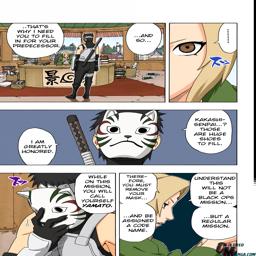 ...THAT'S
WHY I NEED
YOU TO FILL
IN FOR YOUR
PREDECESSOR.
...AND
SO...
KAKASHI-
SENPAI...?
THOSE
ARE HUGE
SHOES TO
FILL.
I AM
GREATLY
HONORED.
UNDERSTAND
THIS WILL
NOT BE A
BLACK OPS
MISSION...
...BUT A
REGULAR
MISSION.
THERE-
FORE,
YOU MUST
REMOVE
YOUR
MASK...
...AND BE
ASSIGNED
A CODE
NAME.
WHILE
ON THIS
MISSION,
YOU WILL
CALL
YOURSELF
YAMATO.